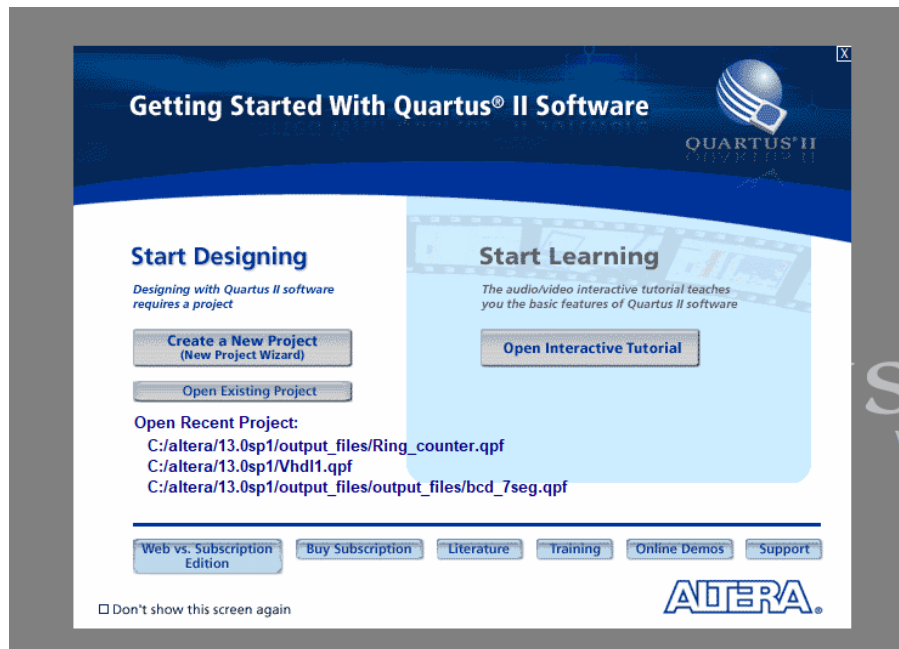 X
Getting Started With Quartus® II Software
QUARTUS® II
Start Designing
Designing with Quartus II software
requires a project
Create a New Project
(New Project Wizard)
Open Existing Project
Open Recent Project:
C:/altera/13.0sp1/output_files/Ring_counter.qpf
C:/altera/13.0sp1/Vhdl1.qpf
C:/altera/13.0sp1/output_files/output_files/bcd_7seg.qpf
Start Learning
The audio/video interactive tutorial teaches
you the basic features of Quartus II software
Open Interactive Tutorial
Web vs. Subscription
Edition
Buy Subscription
Literature
Training
Online Demos
Support
Don't show this screen again
ALTERA®